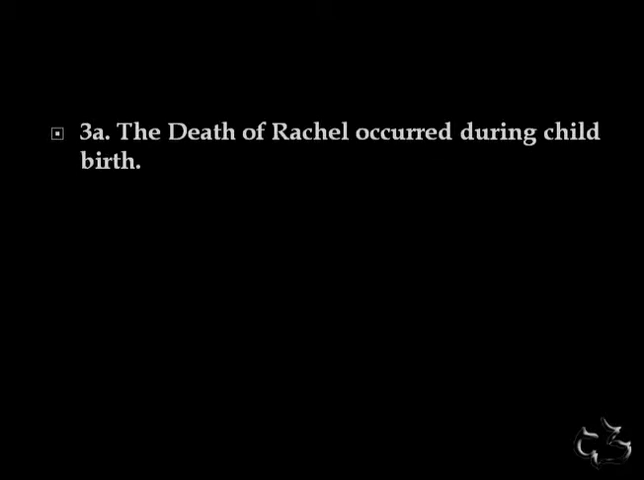 3a. The Death of Rachel occurred during child
birth.